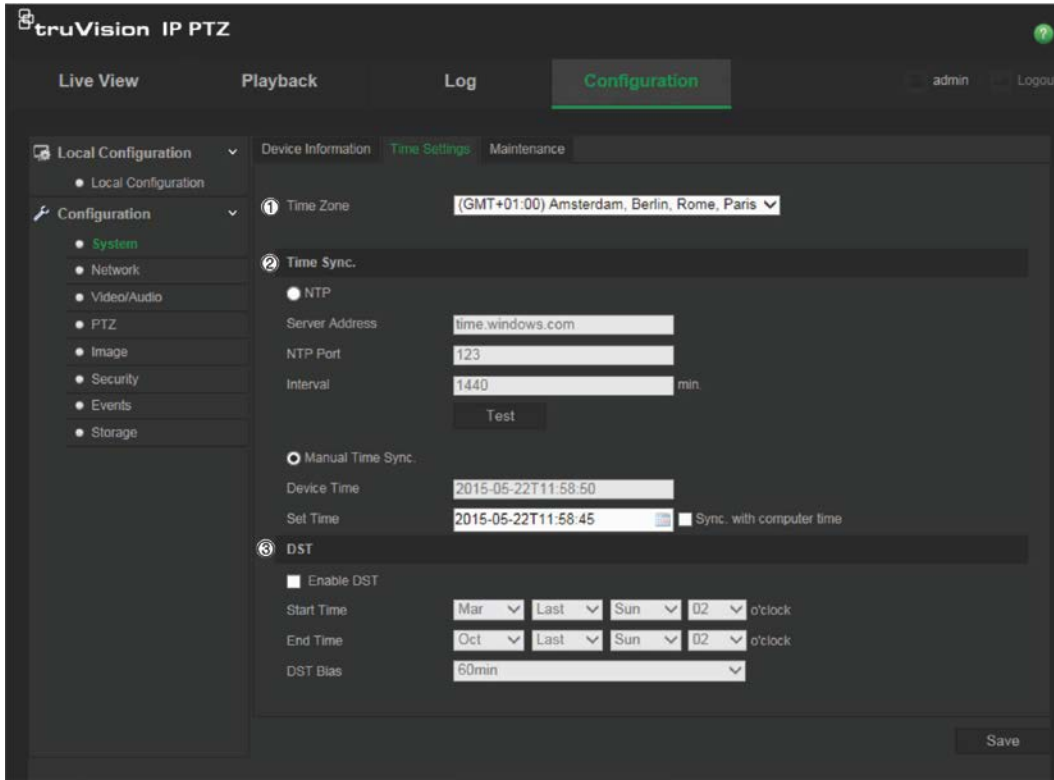 truVision IP PTZ
?
Live View Playback Log Configuration admin Logou
Local Configuration
Local Configuration
Configuration
System
Network
Video/Audio
PTZ
Image
Security
Events
Storage
Device Information Time Settings Maintenance
1 Time Zone (GMT+01:00) Amsterdam, Berlin, Rome, Paris
2 Time Sync.
NTP
Server Address time.windows.com
NTP Port 123
Interval 1440 min.
Test
Manual Time Sync.
Device Time 2015-05-22T11:58:50
Set Time 2015-05-22T11:58:45 Sync. with computer time
3 DST
Enable DST
Start Time Mar Last Sun 02 o'clock
End Time Oct Last Sun 02 o'clock
DST Bias 60min
Save